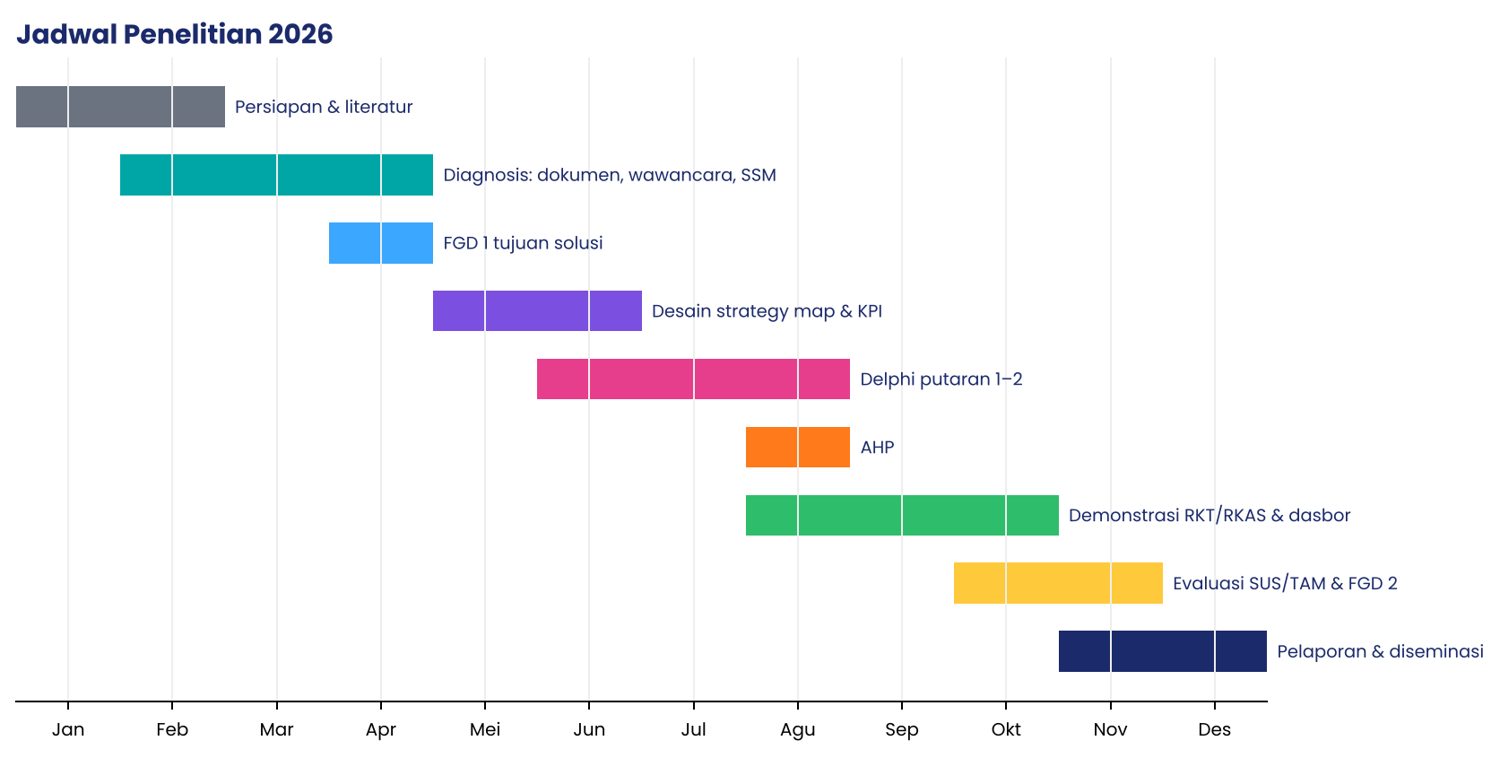 Jadwal Penelitian 2026
Persiapan & literatur
Diagnosis: dokumen, wawancara, SSM
FGD 1 tujuan solusi
Desain strategy map & KPI
Delphi putaran 1–2
AHP
Demonstrasi RKT/RKAS & dasbor
Evaluasi SUS/TAM & FGD 2
Pelaporan & diseminasi
Jan Feb Mar Apr Mei Jun Jul Agu Sep Okt Nov Des